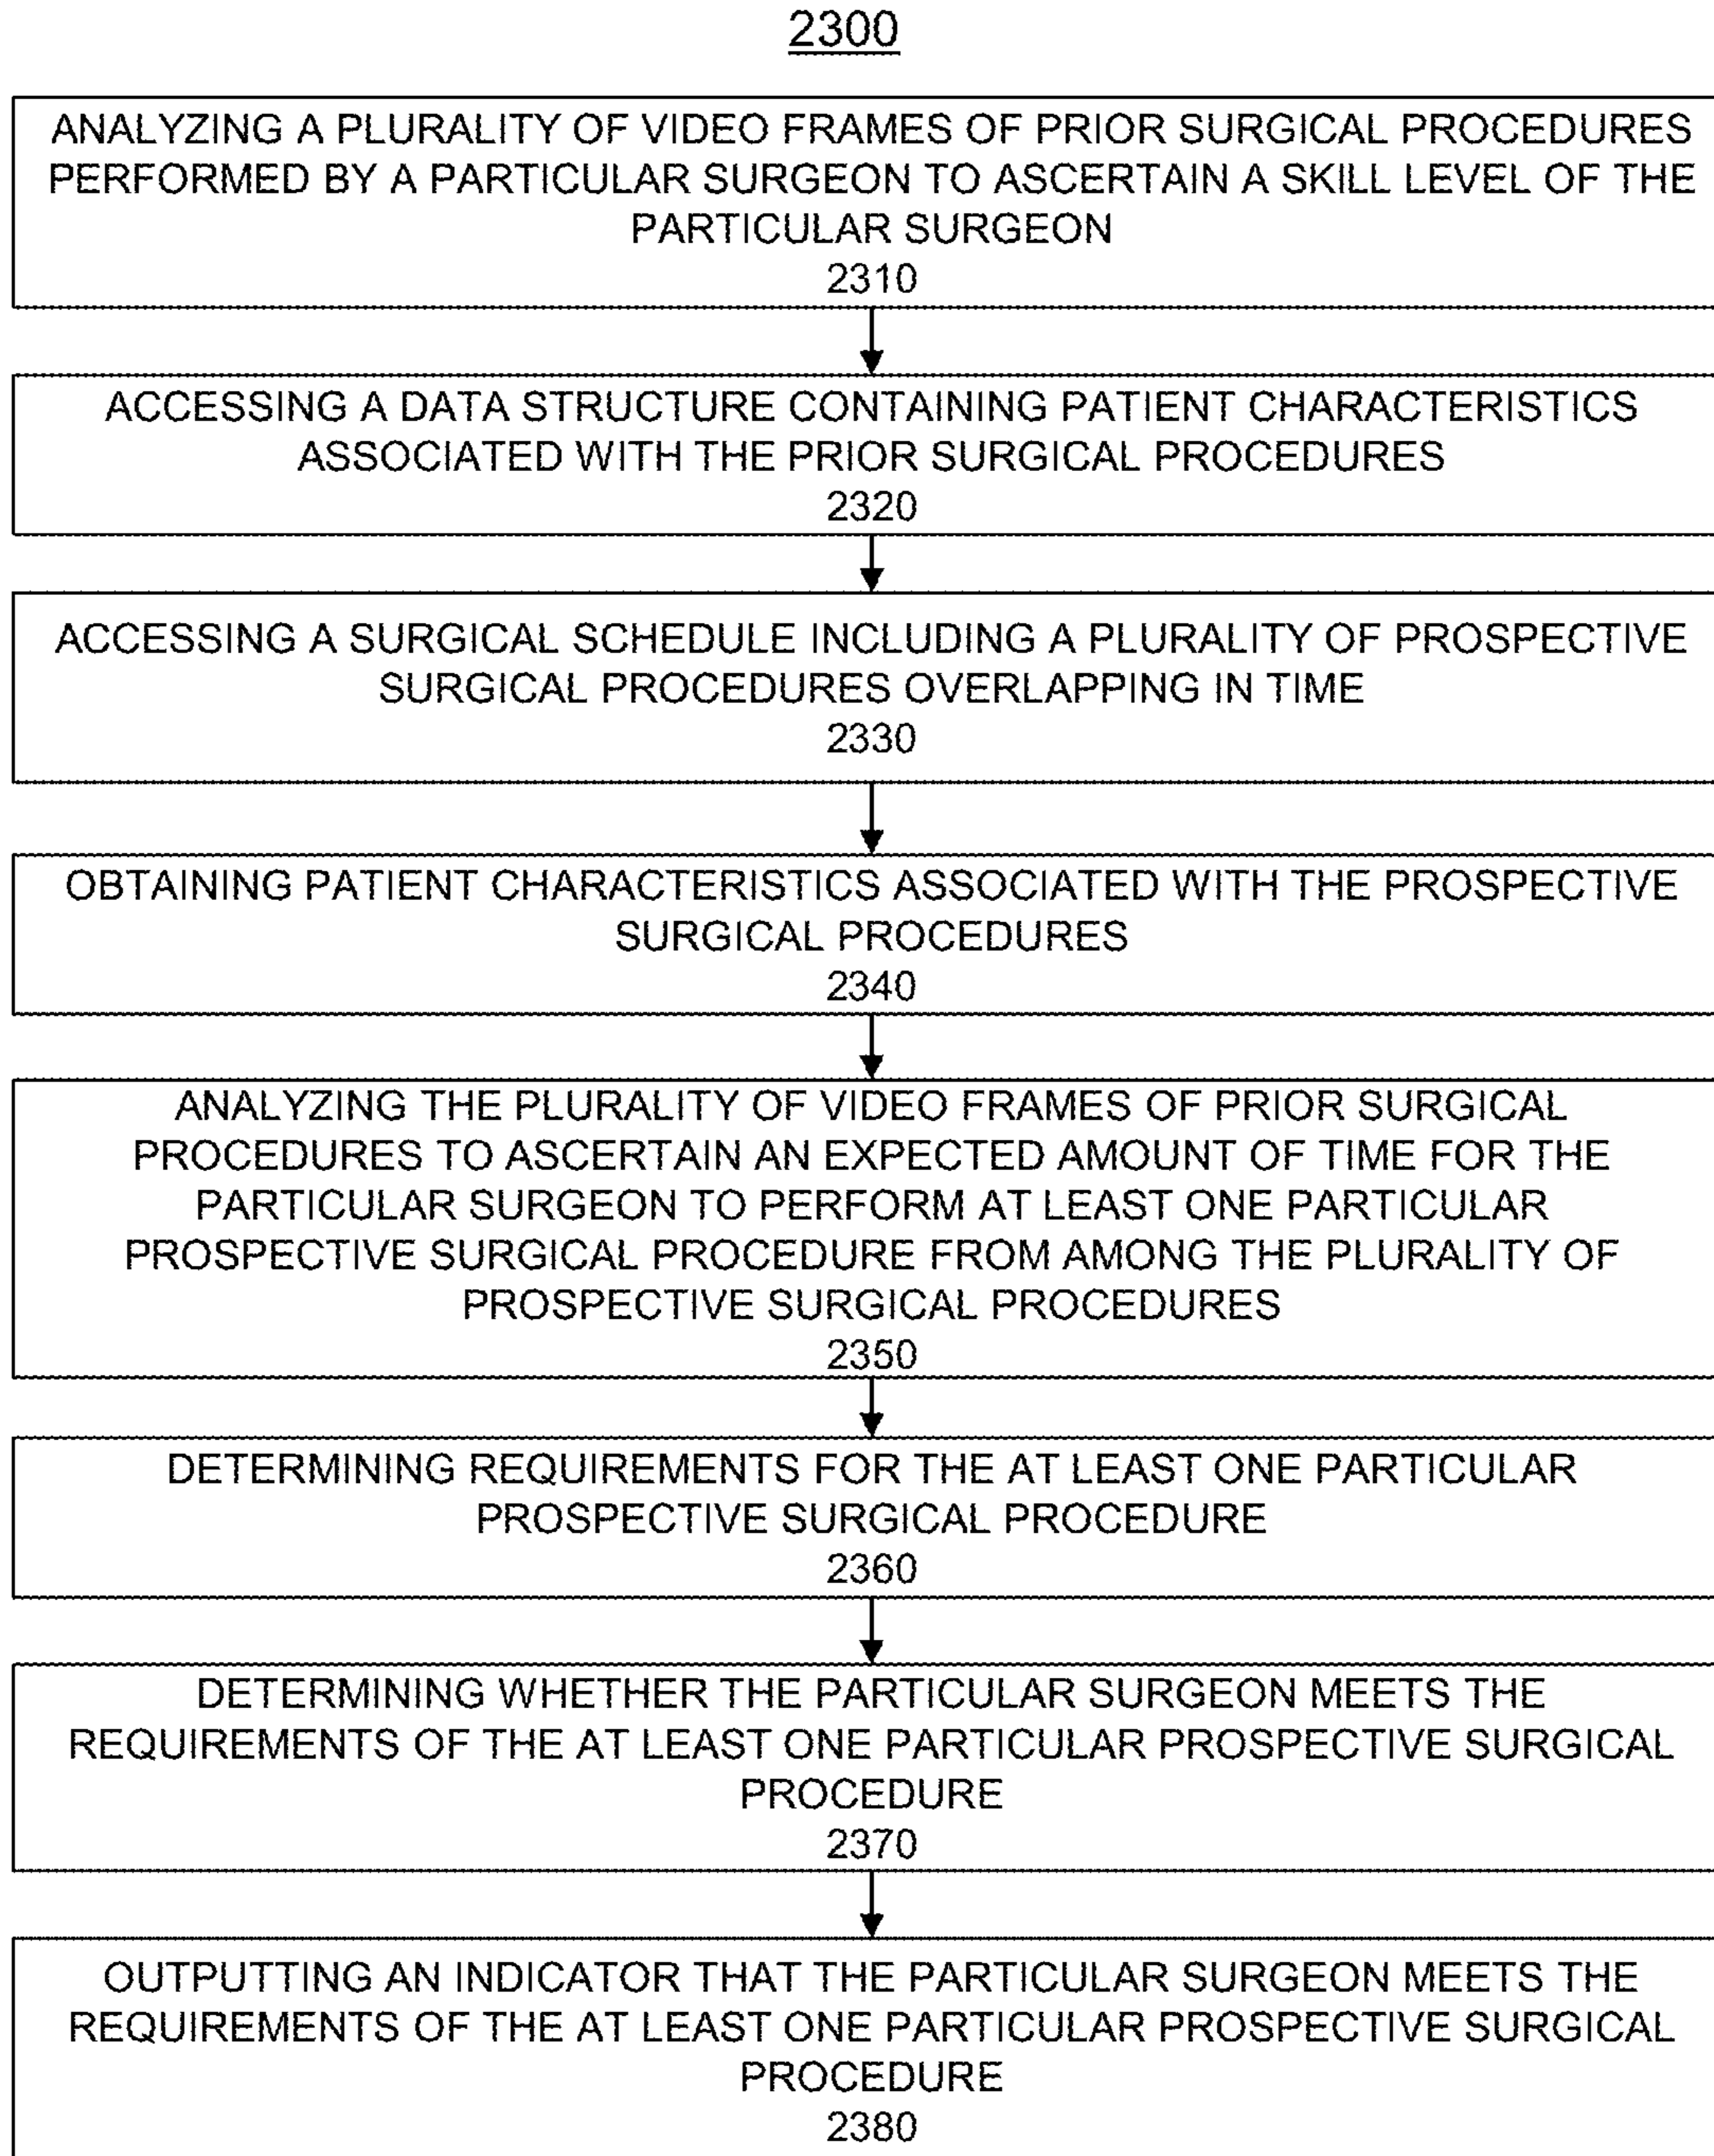 2300
ANALYZING A PLURALITY OF VIDEO FRAMES OF PRIOR SURGICAL PROCEDURES
PERFORMED BY A PARTICULAR SURGEON TO ASCERTAIN A SKILL LEVEL OF THE
PARTICULAR SURGEON
2310
ACCESSING A DATA STRUCTURE CONTAINING PATIENT CHARACTERISTICS
ASSOCIATED WITH THE PRIOR SURGICAL PROCEDURES
2320
ACCESSING A SURGICAL SCHEDULE INCLUDING A PLURALITY OF PROSPECTIVE
SURGICAL PROCEDURES OVERLAPPING IN TIME
2330
OBTAINING PATIENT CHARACTERISTICS ASSOCIATED WITH THE PROSPECTIVE
SURGICAL PROCEDURES
2340
ANALYZING THE PLURALITY OF VIDEO FRAMES OF PRIOR SURGICAL
PROCEDURES TO ASCERTAIN AN EXPECTED AMOUNT OF TIME FOR THE
PARTICULAR SURGEON TO PERFORM AT LEAST ONE PARTICULAR
PROSPECTIVE SURGICAL PROCEDURE FROM AMONG THE PLURALITY OF
PROSPECTIVE SURGICAL PROCEDURES
2350
DETERMINING REQUIREMENTS FOR THE AT LEAST ONE PARTICULAR
PROSPECTIVE SURGICAL PROCEDURE
2360
DETERMINING WHETHER THE PARTICULAR SURGEON MEETS THE
REQUIREMENTS OF THE AT LEAST ONE PARTICULAR PROSPECTIVE SURGICAL
PROCEDURE
2370
OUTPUTTING AN INDICATOR THAT THE PARTICULAR SURGEON MEETS THE
REQUIREMENTS OF THE AT LEAST ONE PARTICULAR PROSPECTIVE SURGICAL
PROCEDURE
2380